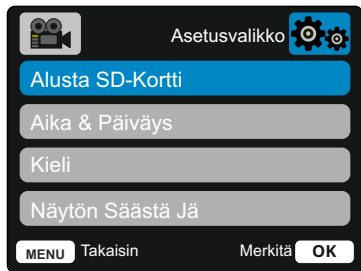 Asetusvalikko
Alusta SD-Kortti
Aika & Päiväys
Kieli
Näytön Säästä Jä
MENU Takaisin Merkitä OK